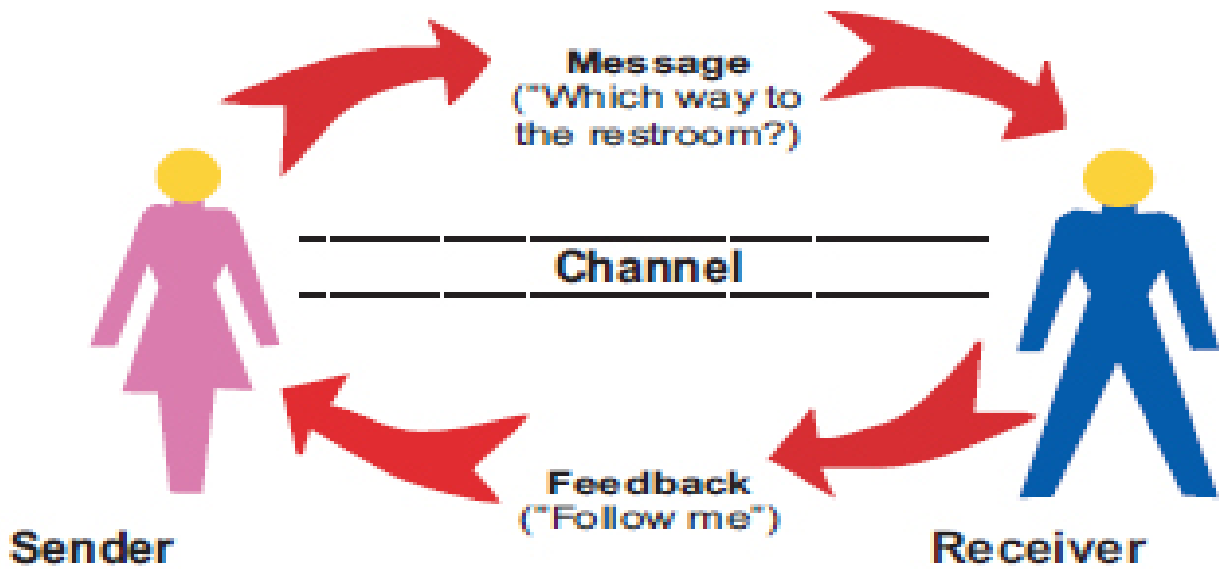 Message
("Which way to
the restroom?)
Channel
Feedback
("Follow me")
Sender
Receiver